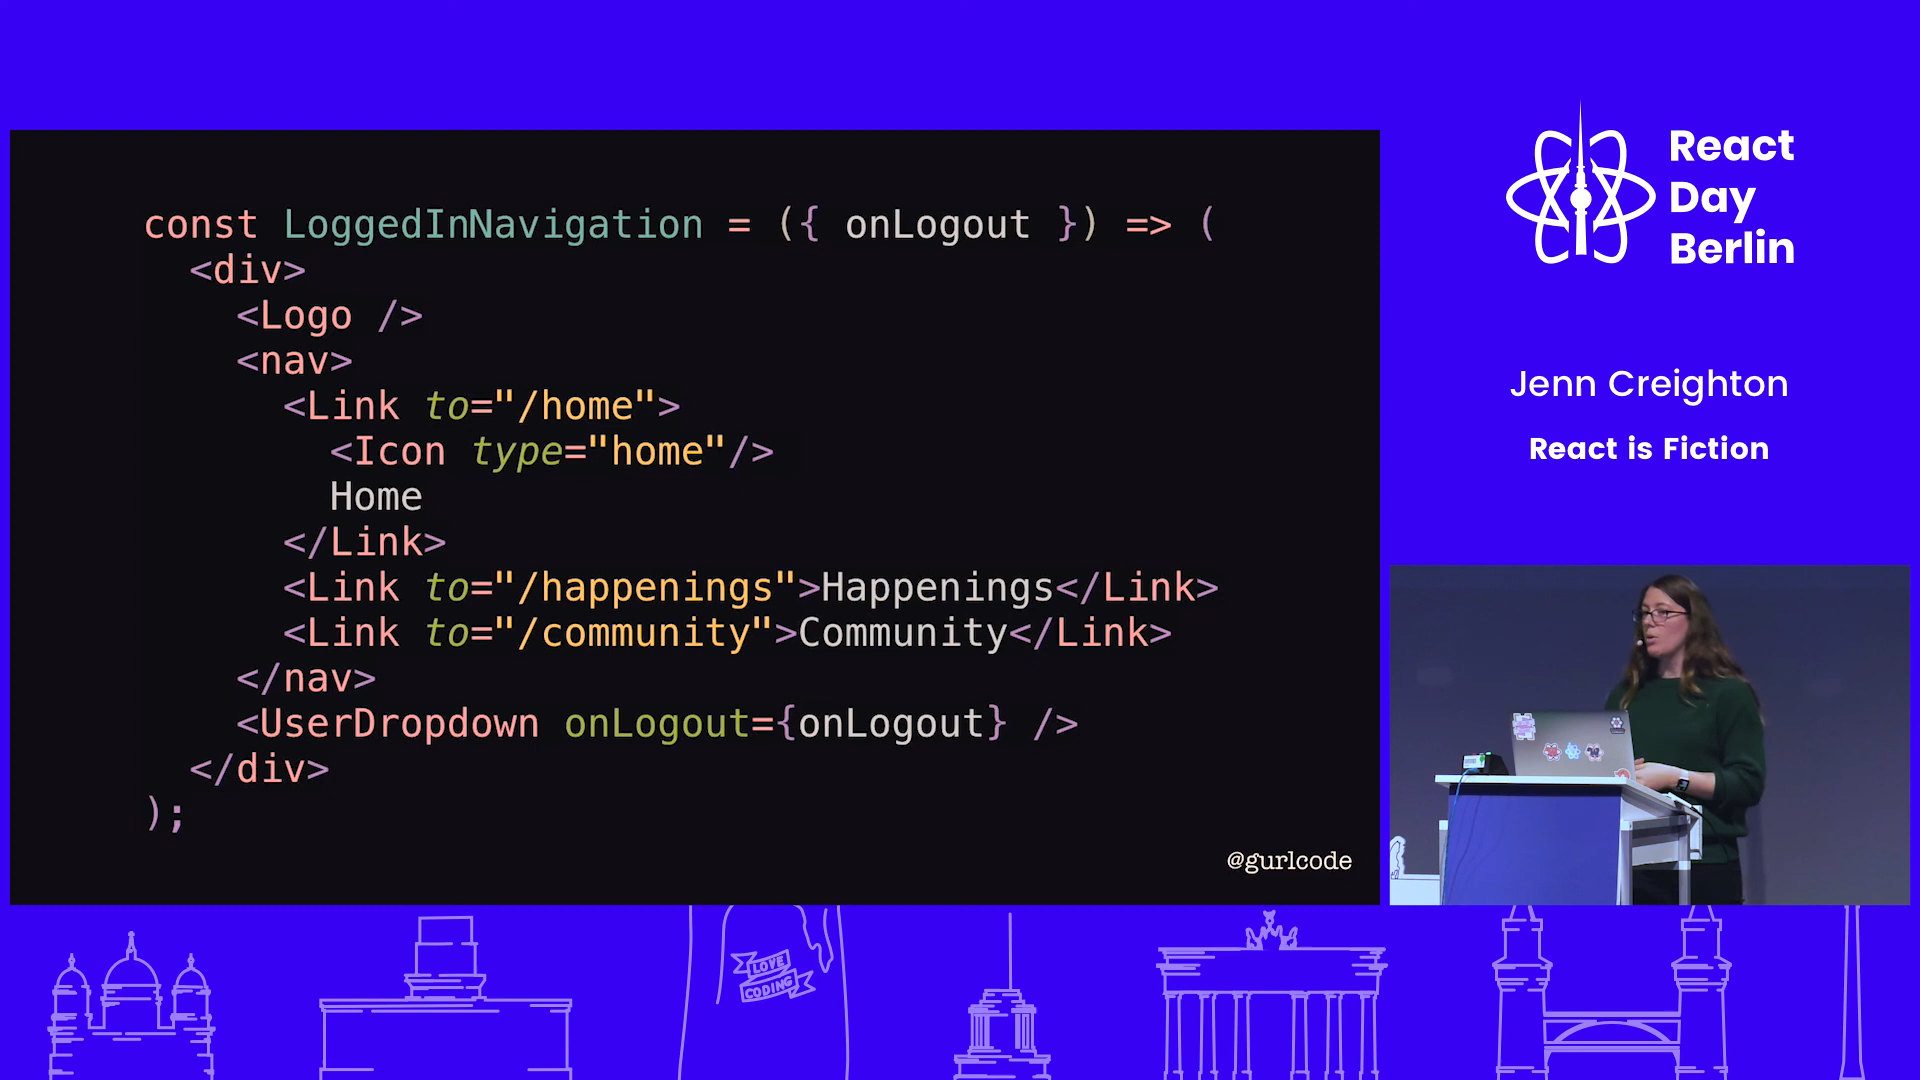 const LoggedInNavigation = ({ onLogout }) => (
<div>
<Logo />
<nav>
<Link to="/home">
<Icon type="home"/>
Home
</Link>
<Link to="/happenings">Happenings</Link>
<Link to="/community">Community</Link>
</nav>
<UserDropdown onLogout={onLogout} />
</div>
);
@gurlcode
React
Day
Berlin
Jenn Creighton
React is Fiction
LOVE
CODING